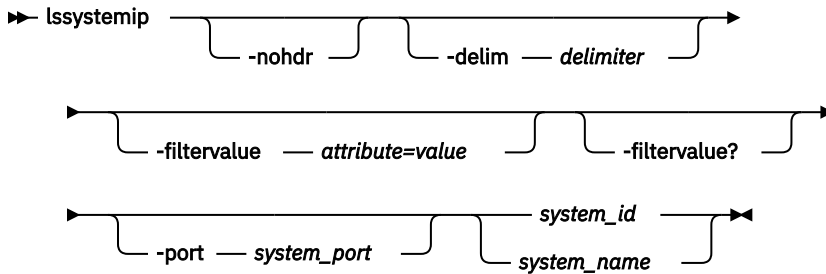 lssystemip
-nohdr -delim delimiter
-filtervalue attribute=value -filtervalue?
system_id
-port system_port
system_name